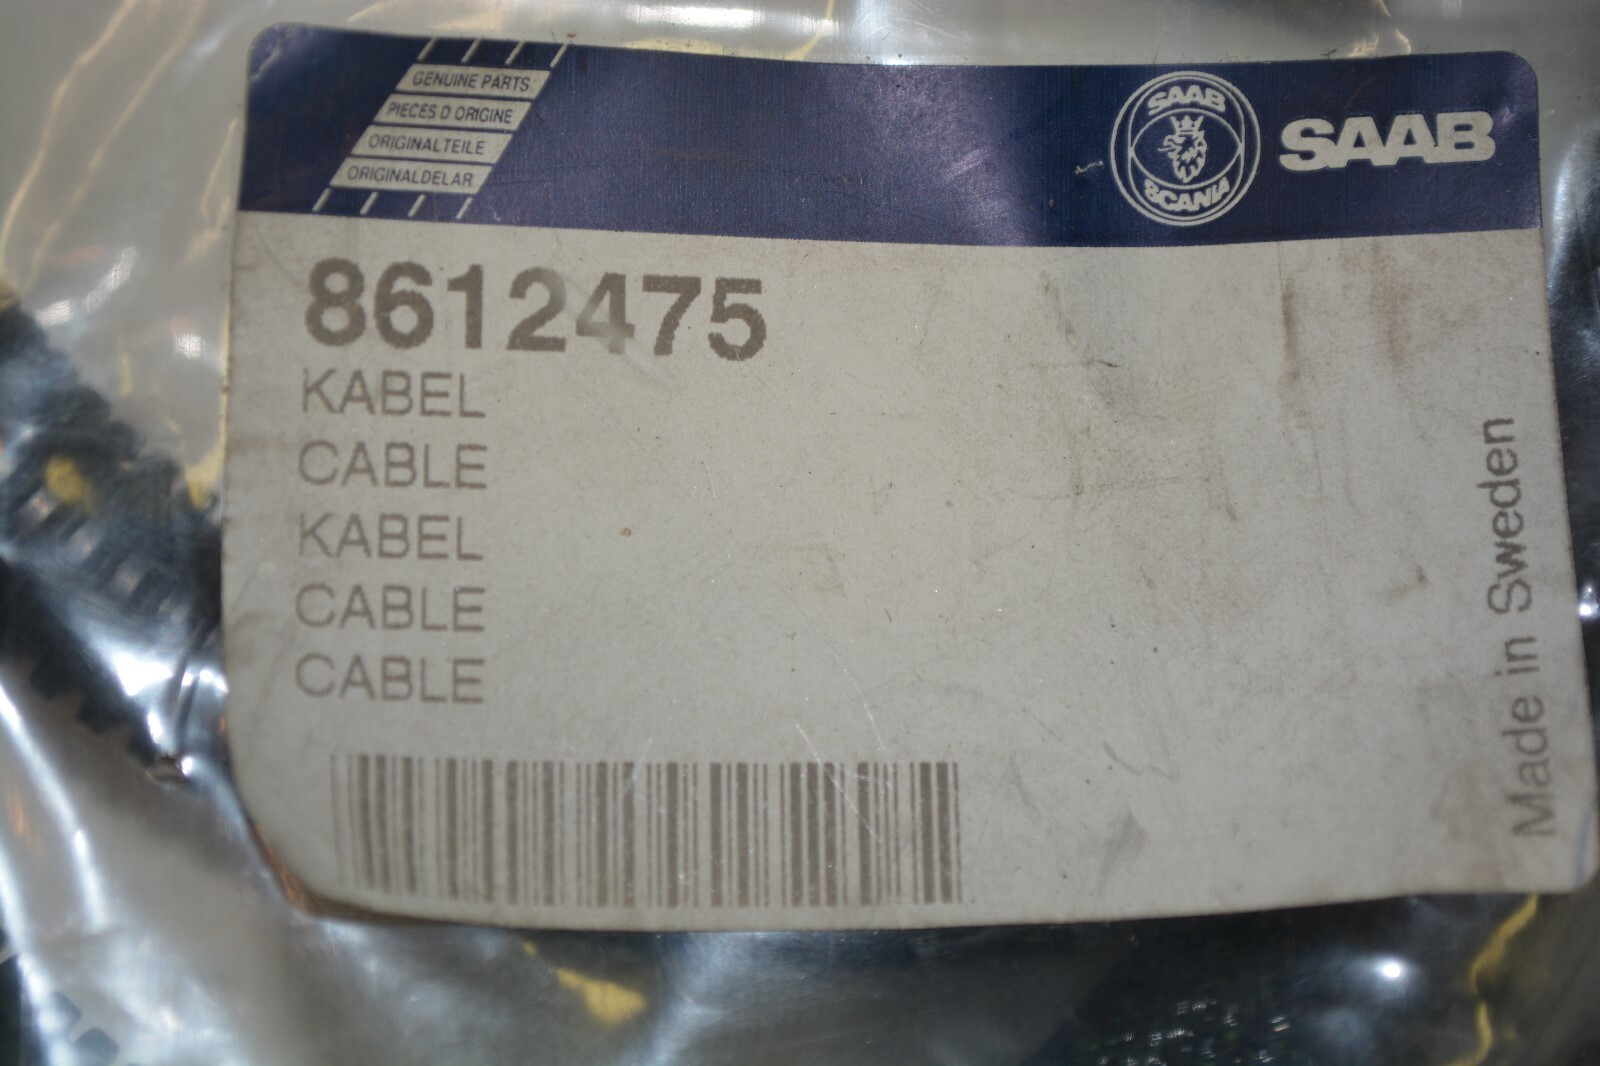 GENUINE PARTS
PIECES D ORIGINE
ORIGINALTEILE
ORIGINALDELAR
SAAB
SCANIA
SAAB
8612475
KABEL
CABLE
KABEL
CABLE
CABLE
Made in Sweden